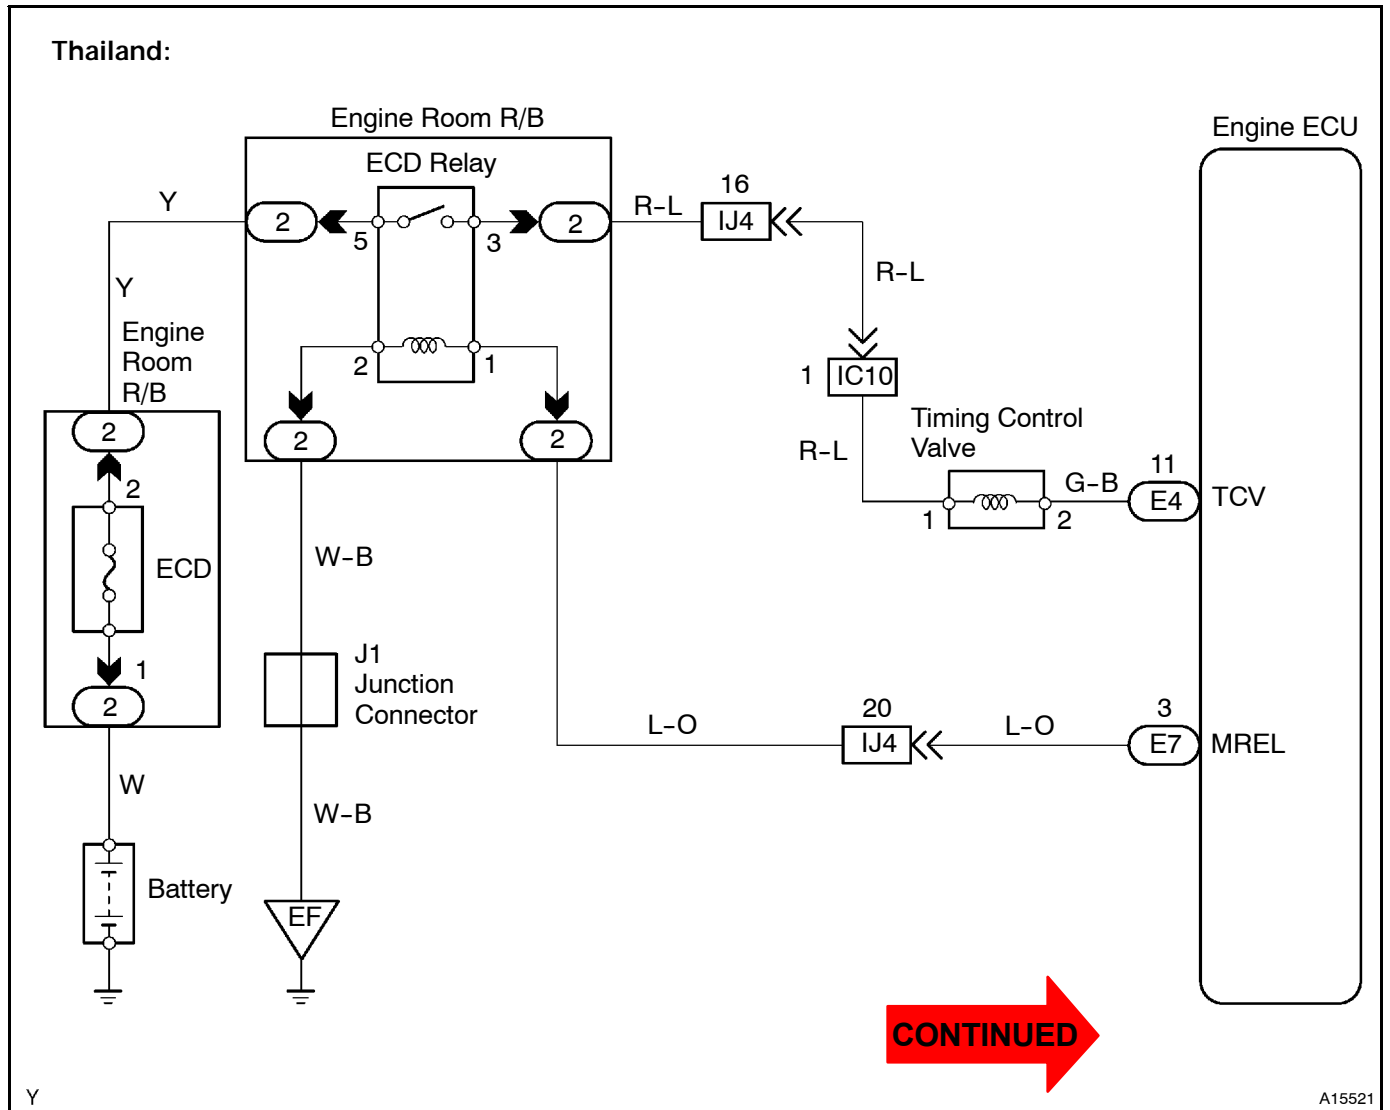 Thailand:
Engine Room R/B
Engine ECU
ECD Relay
16
Y
2
5
3
2
R-L
IJ4
R-L
Y
Engine
Room
R/B
2
1
1
IC10
2
2
2
Timing Control
Valve
R-L
11
G-B
2
E4
TCV
1
2
W-B
ECD
J1
Junction
Connector
1
2
20
3
L-O
IJ4
L-O
E7
MREL
W
W-B
Battery
EF
CONTINUED
Y
A15521